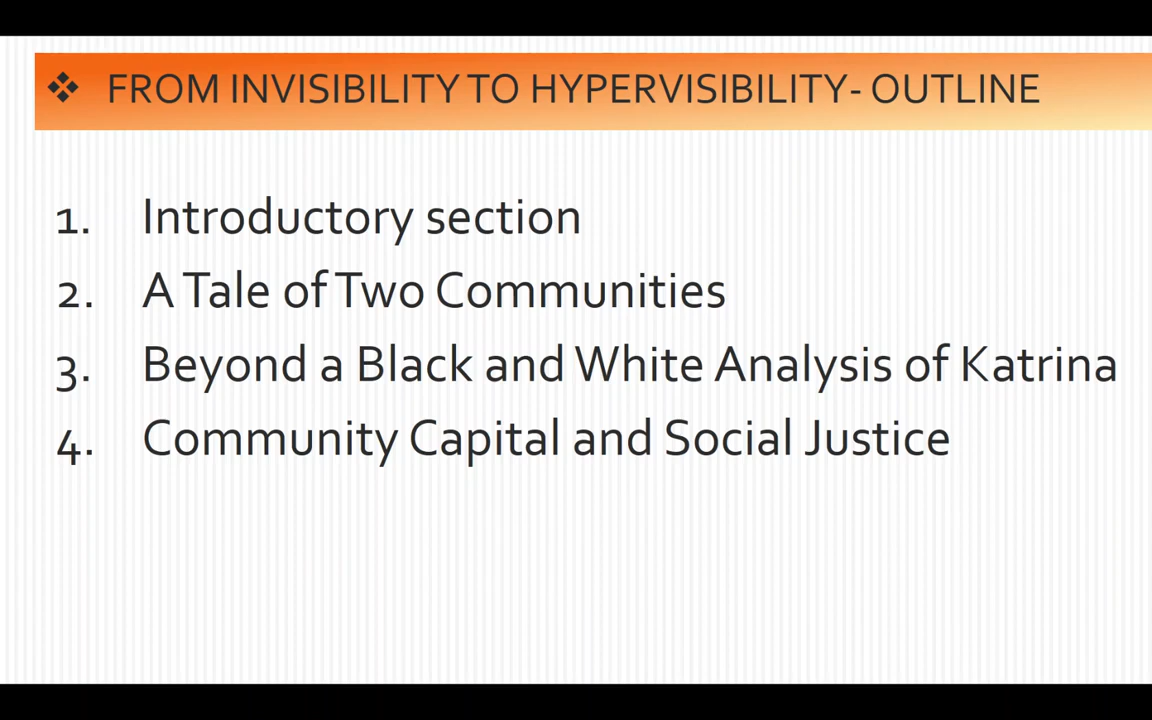 ❖ FROM INVISIBILITY TO HYPERVISIBILITY- OUTLINE
1. Introductory section
2. A Tale of Two Communities
3. Beyond a Black and White Analysis of Katrina
4. Community Capital and Social Justice